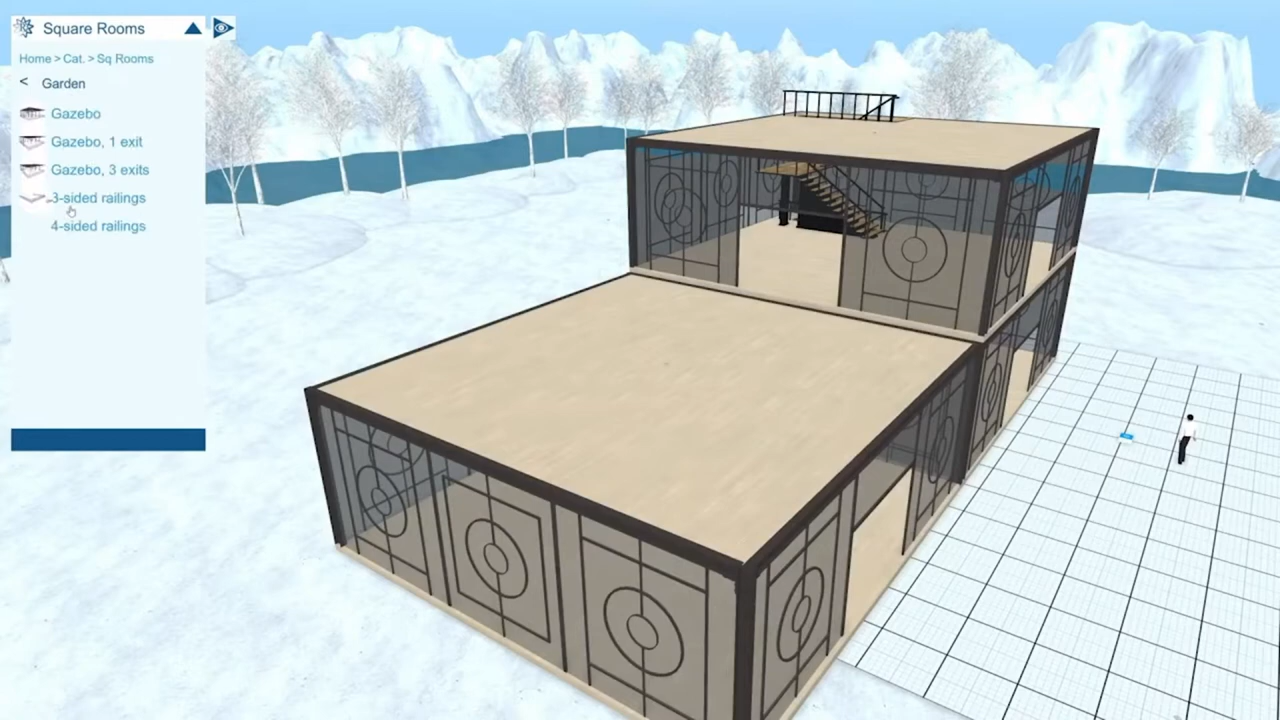 Square Rooms
Home > Cat. > Sq Rooms
< Garden
Gazebo
Gazebo, 1 exit
Gazebo, 3 exits
3-sided railings
4-sided railings